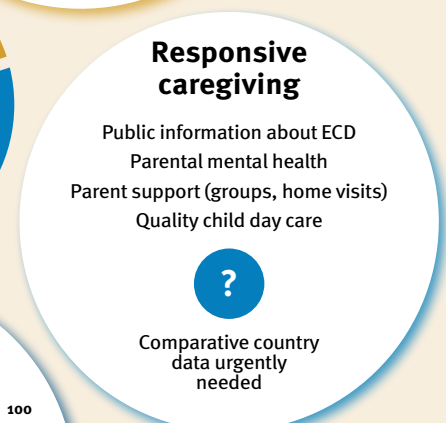 Responsive
caregiving
Public information about ECD
Parental mental health
Parent support (groups, home visits)
Quality child day care
?
Comparative country
data urgently
needed
100